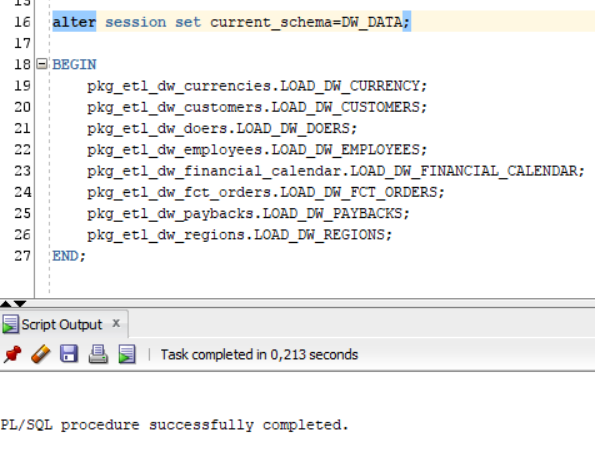 15
16 alter session set current_schema=DW_DATA;
17
18 BEGIN
19 pkg_etl_dw_currencies.LOAD_DW_CURRENCY;
20 pkg_etl_dw_customers.LOAD_DW_CUSTOMERS;
21 pkg_etl_dw_doers.LOAD_DW_DOERS;
22 pkg_etl_dw_employees.LOAD_DW_EMPLOYEES;
23 pkg_etl_dw_financial_calendar.LOAD_DW_FINANCIAL_CALENDAR;
24 pkg_etl_dw_fct_orders.LOAD_DW_FCT_ORDERS;
25 pkg_etl_dw_paybacks.LOAD_DW_PAYBACKS;
26 pkg_etl_dw_regions.LOAD_DW_REGIONS;
27 END;
Script Output x
Task completed in 0,213 seconds
PL/SQL procedure successfully completed.